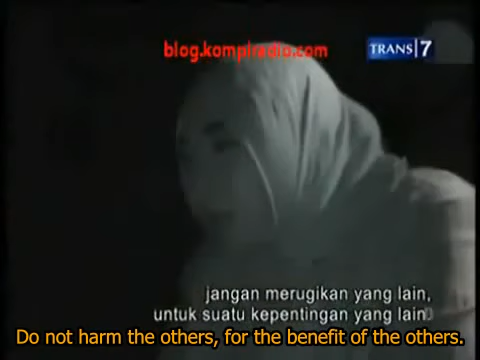 blog.kompiradio.com
TRANS|7
jangan merugikan yang lain,
untuk suatu kepentingan yang lain
Do not harm the others, for the benefit of the others.